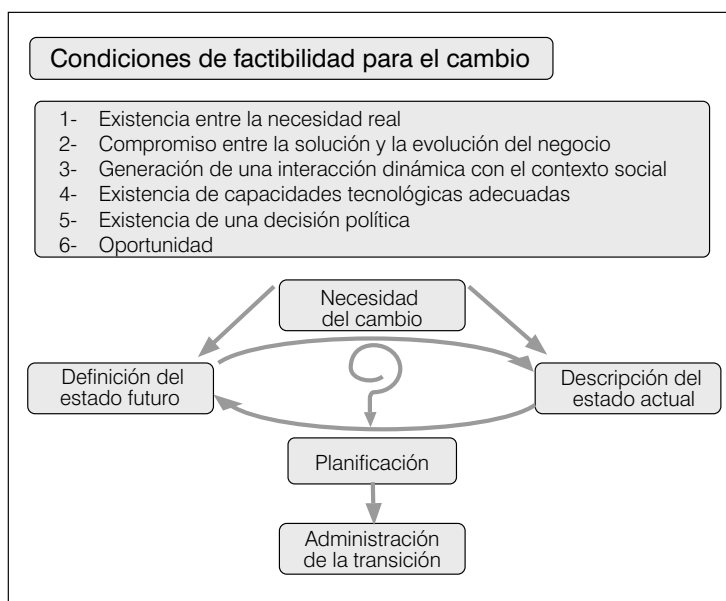 Condiciones de factibilidad para el cambio
1- Existencia entre la necesidad real
2- Compromiso entre la solución y la evolución del negocio
3- Generación de una interacción dinámica con el contexto social
4- Existencia de capacidades tecnológicas adecuadas
5- Existencia de una decisión política
6- Oportunidad
Necesidad
del cambio
Definición del
estado futuro
Descripción del
estado actual
Planificación
Administración
de la transición